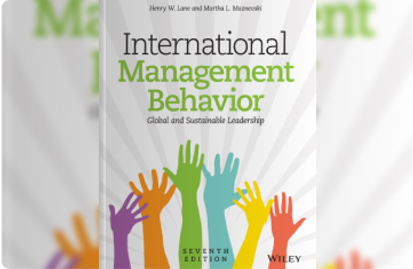 Henry W. Lane and Martha L. Maznevski
International
Management
Behavior
Global and Sustainable Leadership
SEVENTH
EDITION
WILEY